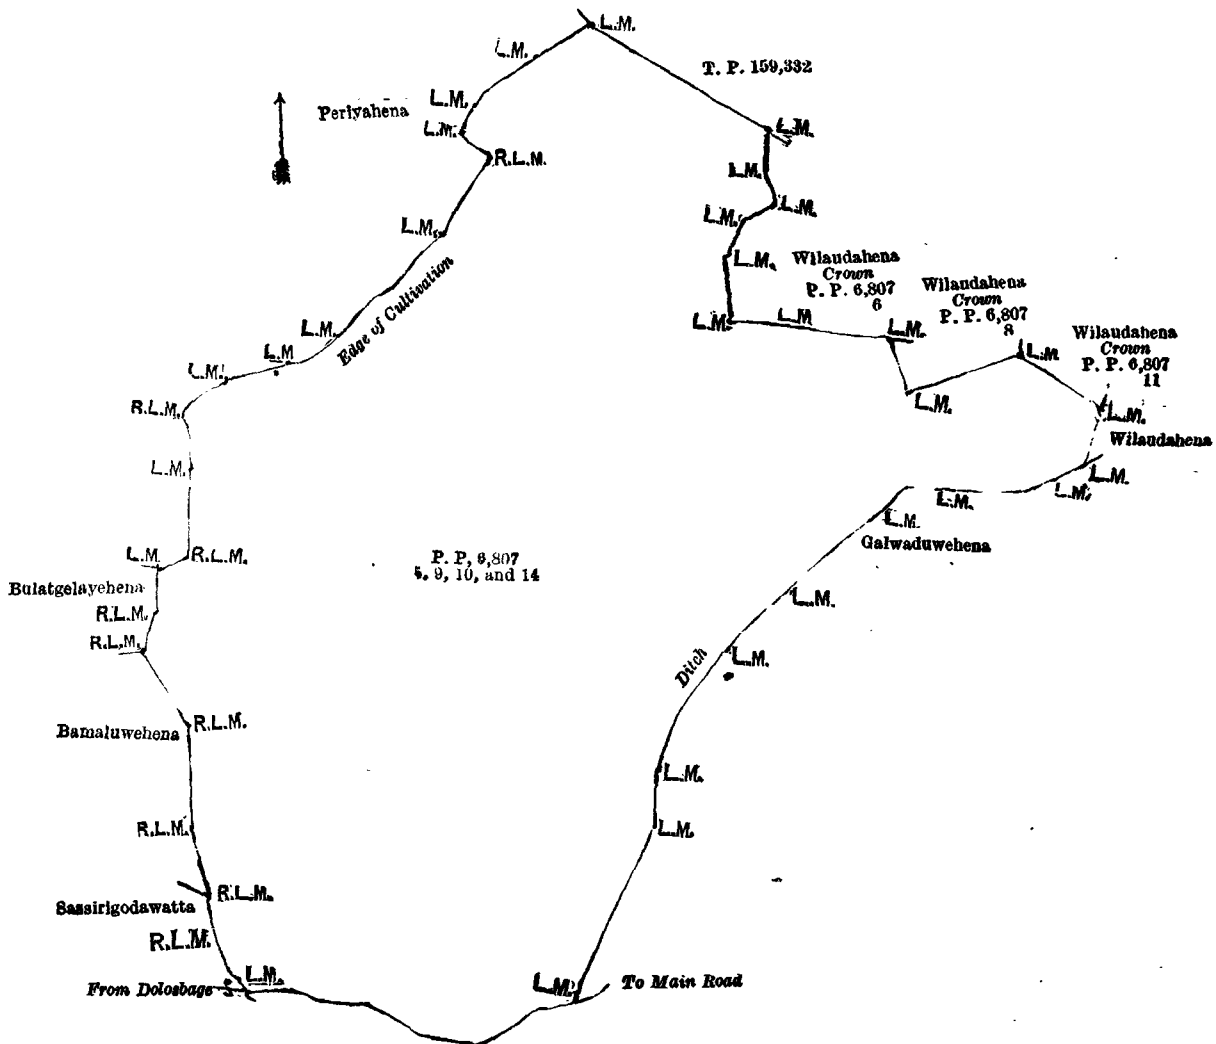 L.M.
L.M.
T. P. 159,332
L.M.
Periyahena
L.M.
L.M.
R.L.M.
L.M.
L.M.
L.M.
L.M.
L.M.
Edge of Cultivation
Wilaudahena
Crown
P. P. 6,807
6
Wilaudahena
Crown
P. P. 6,807
8
Wilaudahena
Crown
P. P. 6,807
11
L.M.
L.M.
L.M.
L.M.
L.M.
L.M.
L.M.
L.M.
R.L.M.
L.M.
Wilaudahena
L.M.
L.M.
L.M.
L.M.
L.M.
Galwaduwehena
L.M.
R.L.M.
P. P. 6,807
5, 9, 10, and 14
Bulatgelayehena
R.L.M.
L.M.
R.L.M.
L.M.
Ditch
Bamaluwehena
R.L.M.
L.M.
R.L.M.
L.M.
R.L.M.
Sassirigodawatta
R.L.M.
L.M.
From Dolosbage
L.M.
To Main Road